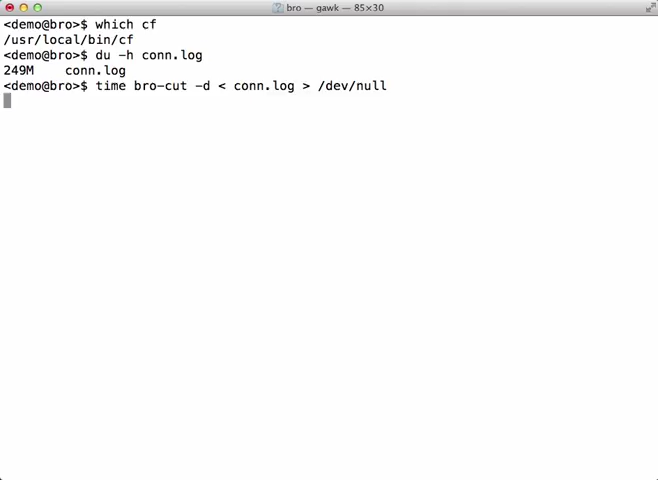 bro — gawk — 85×30
<demo@bro>$ which cf
/usr/local/bin/cf
<demo@bro>$ du -h conn.log
249M    conn.log
<demo@bro>$ time bro-cut -d < conn.log > /dev/null